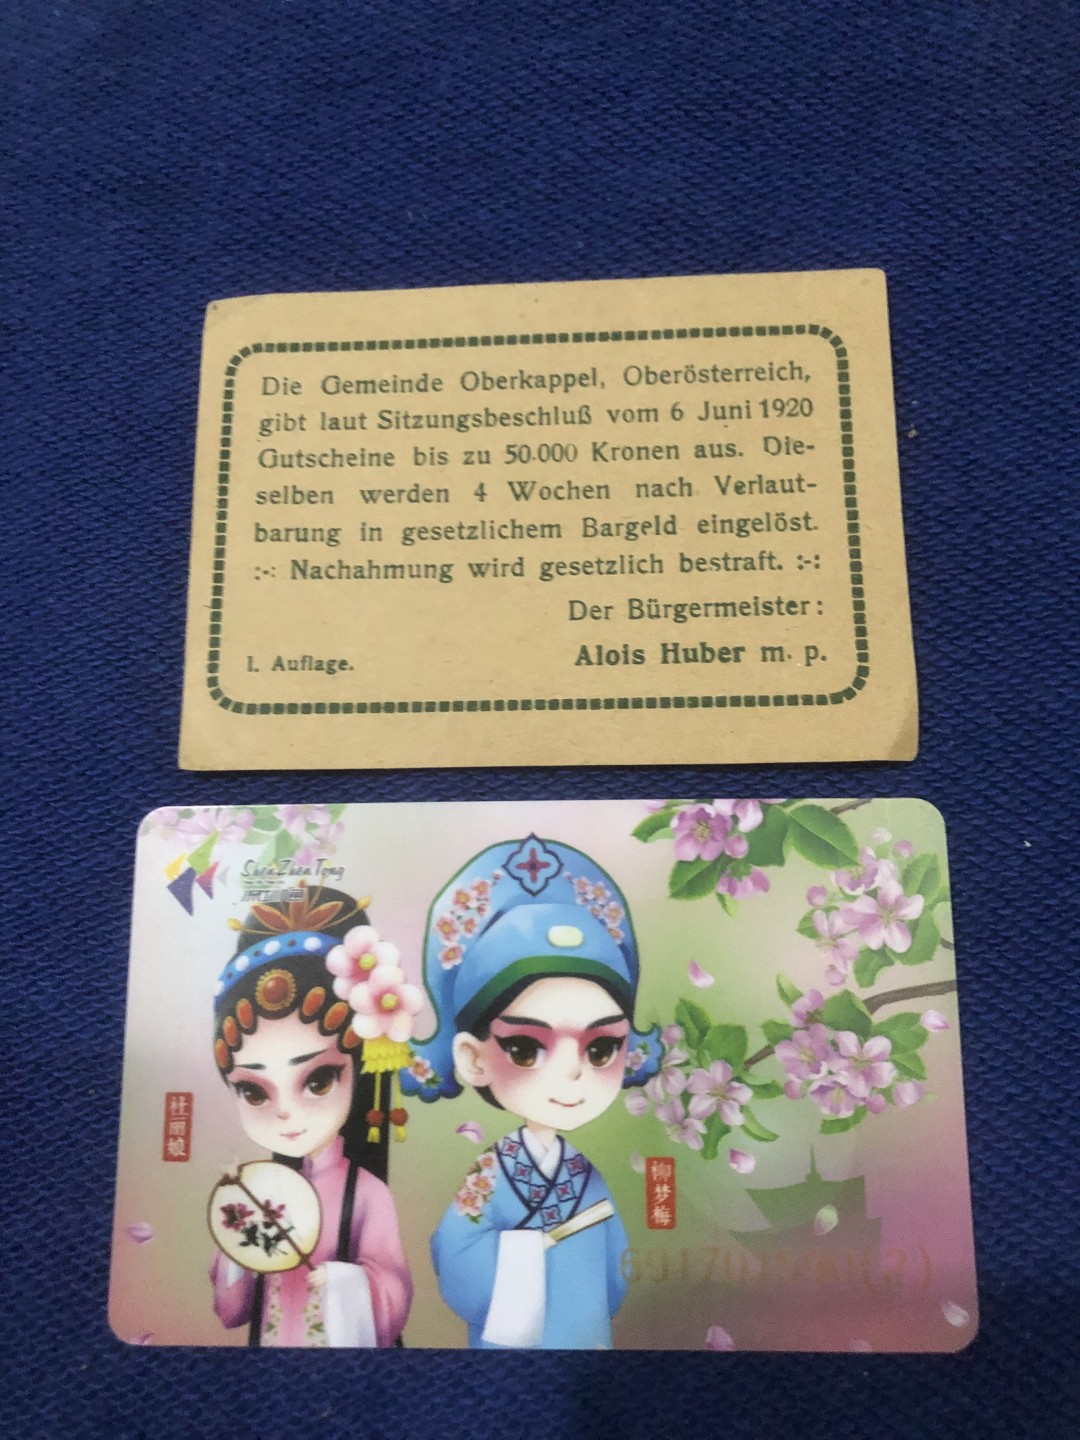 Die Gemeinde Oberkappel, Oberösterreich,
gibt laut Sitzungsbeschluß vom 6 Juni 1920
Gutscheine bis zu 50.000 Kronen aus. Die-
selben werden 4 Wochen nach Verlaut-
barung in gesetzlichem Bargeld eingelöst.
:-: Nachahmung wird gesetzlich bestraft. :-:
Der Bürgermeister:
I. Auflage.
Alois Huber m. p.
ShenZhenTong
杜丽娘
柳梦梅